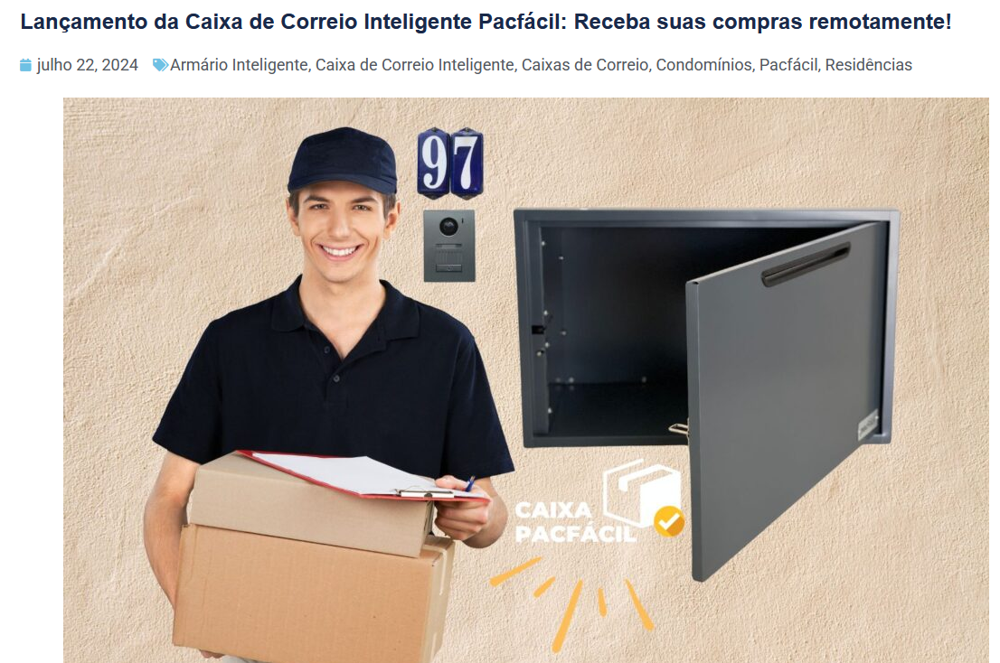 Lançamento da Caixa de Correio Inteligente Pacfácil: Receba suas compras remotamente!
julho 22, 2024 Armário Inteligente, Caixa de Correio Inteligente, Caixas de Correio, Condomínios, Pacfácil, Residências
97
CAIXA
PACFÁCIL